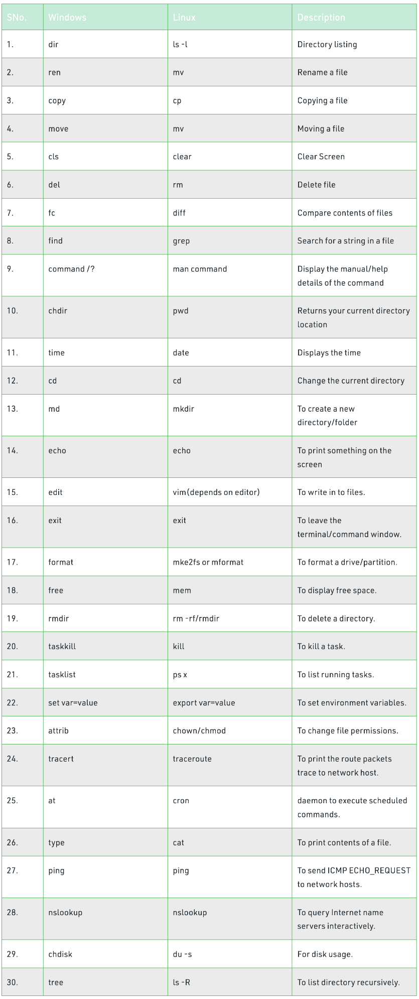 SNo. Windows Linux Description
1. dir ls -l Directory listing
2. ren mv Rename a file
3. copy cp Copying a file
4. move mv Moving a file
5. cls clear Clear Screen
6. del rm Delete file
7. fc diff Compare contents of files
8. find grep Search for a string in a file
9. command /? man command Display the manual/help
details of the command
10. chdir pwd Returns your current directory
location
11. time date Displays the time
12. cd cd Change the current directory
13. md mkdir To create a new
directory/folder
14. echo echo To print something on the
screen
15. edit vim(depends on editor) To write in to files.
16. exit exit To leave the
terminal/command window.
17. format mke2fs or mformat To format a drive/partition.
18. free mem To display free space.
19. rmdir rm -rf/rmdir To delete a directory.
20. taskkill kill To kill a task.
21. tasklist ps x To list running tasks.
22. set var=value export var=value To set environment variables.
23. attrib chown/chmod To change file permissions.
24. tracert traceroute To print the route packets
trace to network host.
25. at cron daemon to execute scheduled
commands.
26. type cat To print contents of a file.
27. ping ping To send ICMP ECHO_REQUEST
to network hosts.
28. nslookup nslookup To query Internet name
servers interactively.
29. chdisk du -s For disk usage.
30. tree ls -R To list directory recursively.